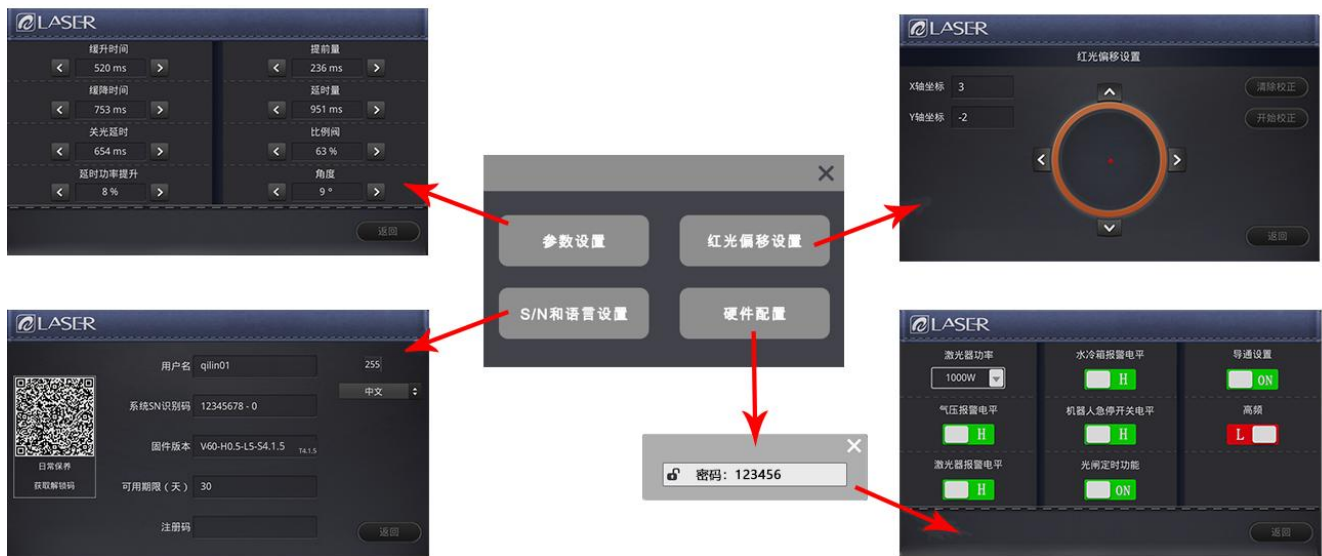 LASER
缓升时间
提前量
520 ms
236 ms
缓降时间
延时量
753 ms
951 ms
关光延时
比例阀
654 ms
63 %
延时功率提升
角度
8 %
9 °
返回
LASER
红光偏移设置
X轴坐标 3
清除校正
Y轴坐标 -2
开始校正
返回
参数设置
红光偏移设置
S/N和语言设置
硬件配置
密码：123456
LASER
用户名 qilin01
255
中文
系统SN识别码 12345678 - 0
固件版本 V60-H0.5-L5-S4.1.5 T4.1.5
日常保养
获取解锁码
可用期限（天） 30
注册码
返回
LASER
激光器功率
水冷箱报警电平
导通设置
1000W
H
ON
气压报警电平
机器人急停开关电平
高频
H
H
L
激光器报警电平
光闸定时功能
H
ON
返回